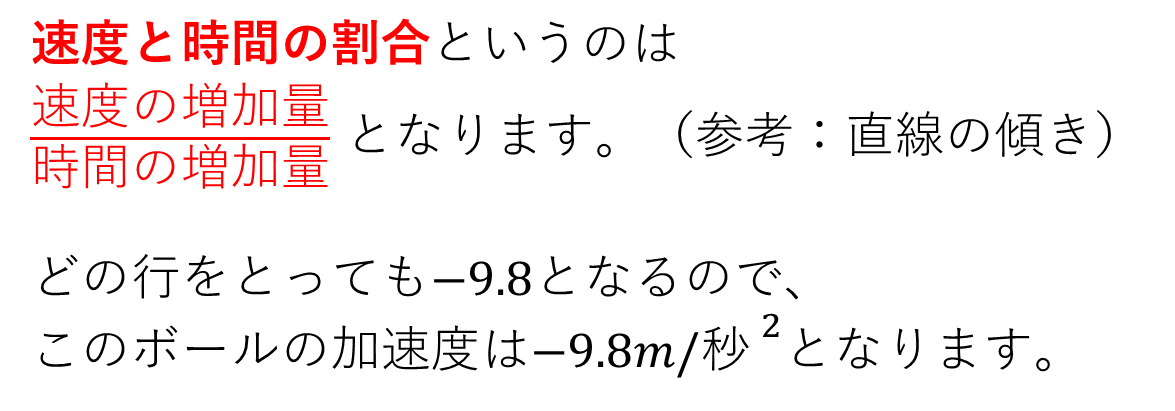 速度と時間の割合というのは
速度の増加量
時間の増加量 となります。（参考：直線の傾き）
どの行をとっても−9.8となるので、
このボールの加速度は−9.8m/秒²となります。